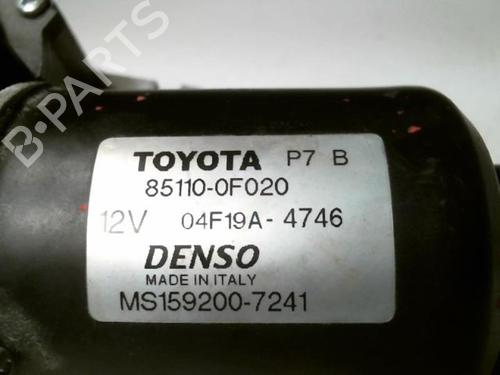 B-PARTS
TOYOTA P7 B
85110-0F020
12V 04F19A-4746
DENSO
MADE IN ITALY
MS159200-7241